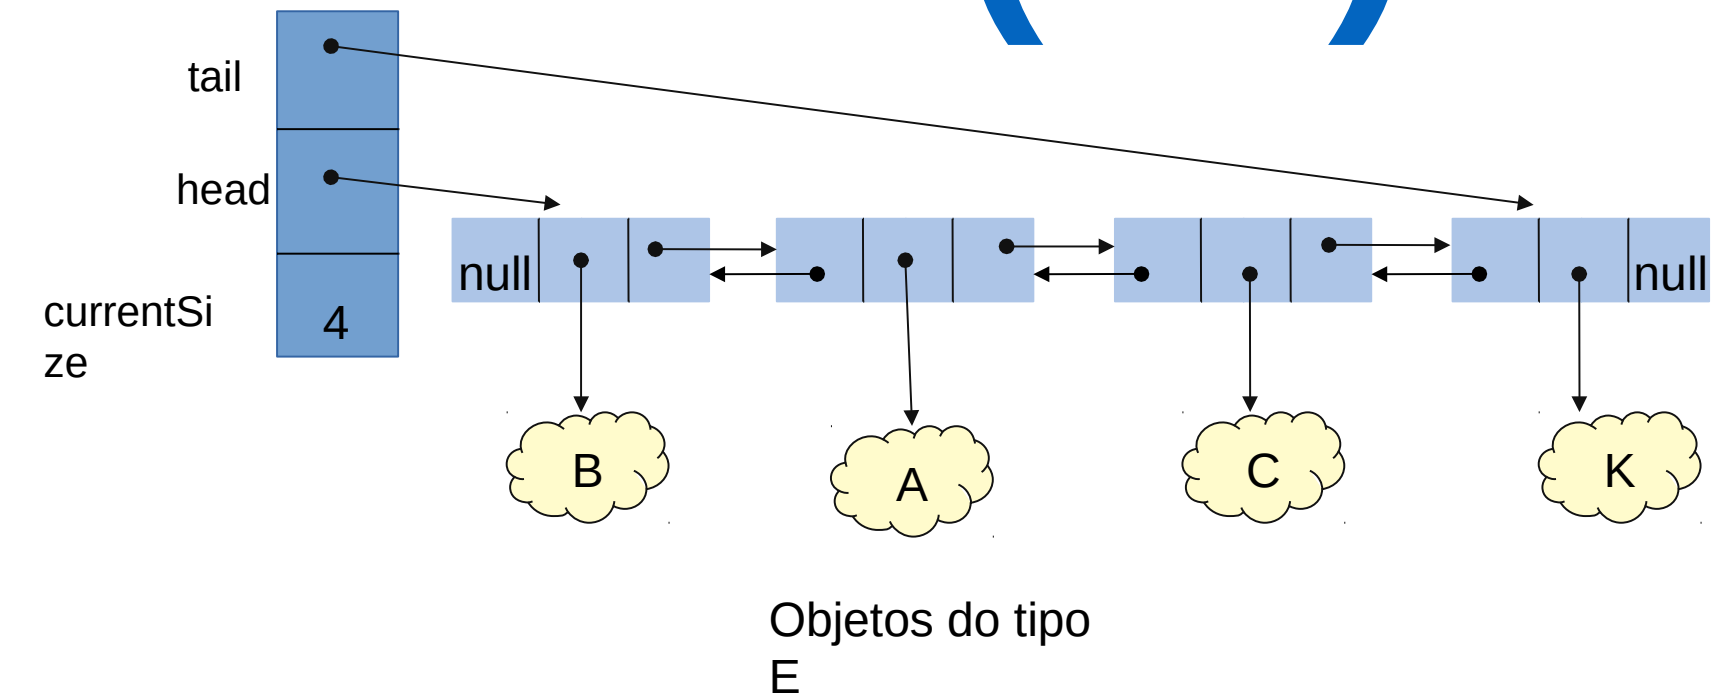 tail
head
null
null
currentSi
ze
4
B
A
C
K
Objetos do tipo
E